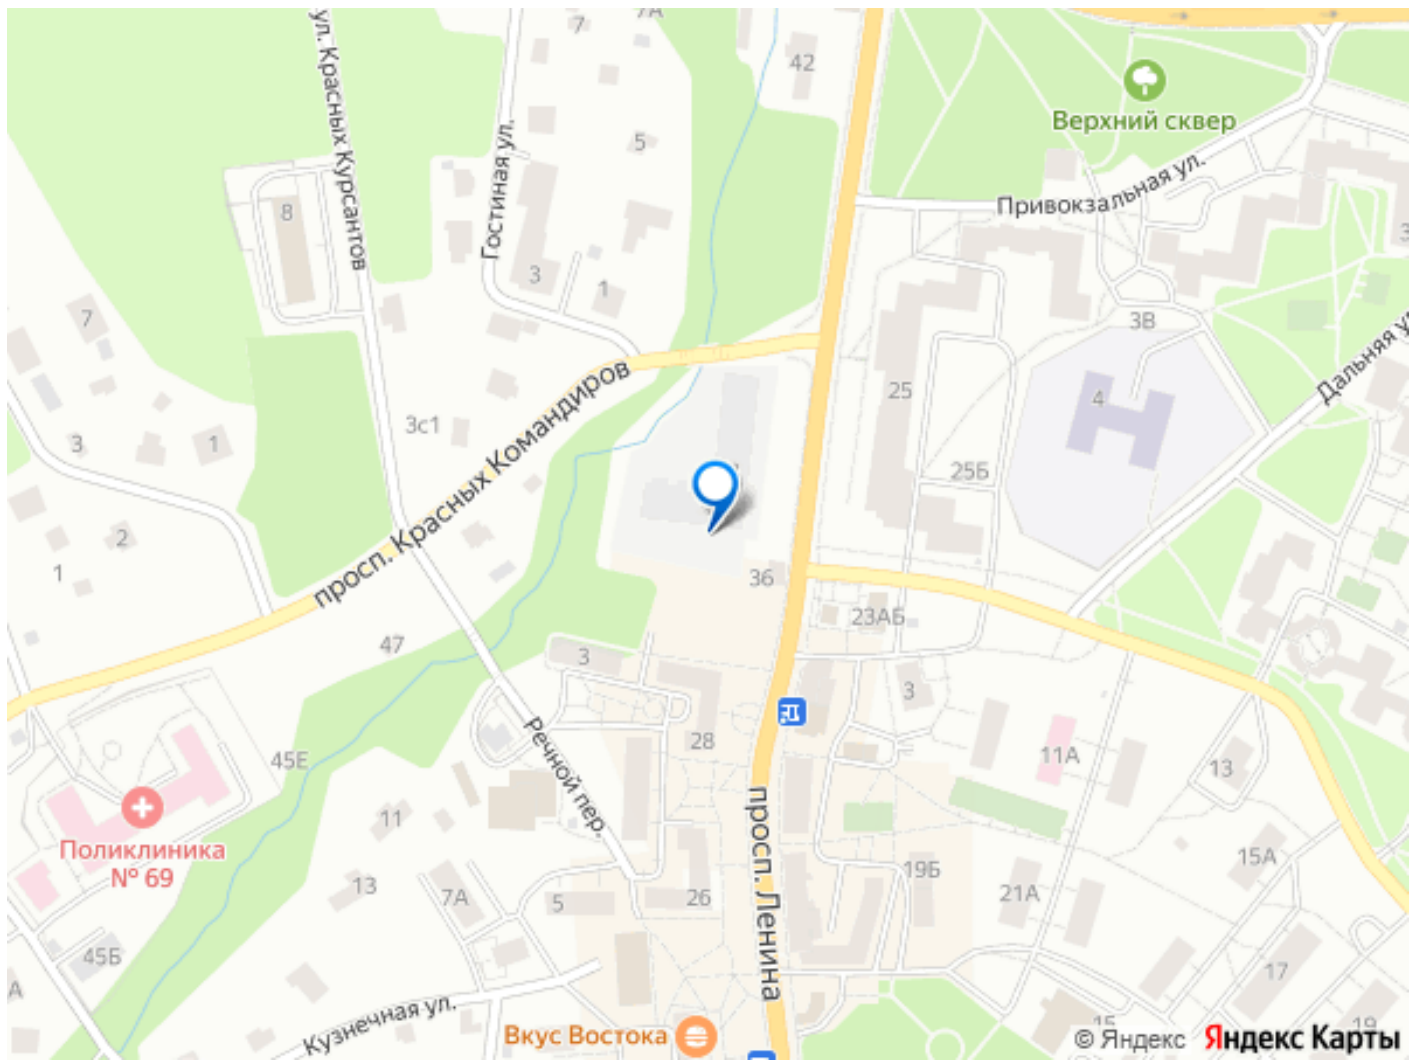 7А
7
42
ул. Красных Курсантов
Верхний сквер
Гостиная ул.
5
Привокзальная ул.
8
3
1
7
3В
Дальняя ул
25
4
3с1
просп. Красных Командиров
3
1
25Б
2
1
36
23АБ
47
3
3
28
45Е
Речной пер.
11А
13
просп. Ленина
11
Поликлиника
№ 69
15А
19Б
13
7А
5
26
21А
45Б
17
А
Кузнечная ул.
Вкус Востока
15
19
© Яндекс Яндекс Карты